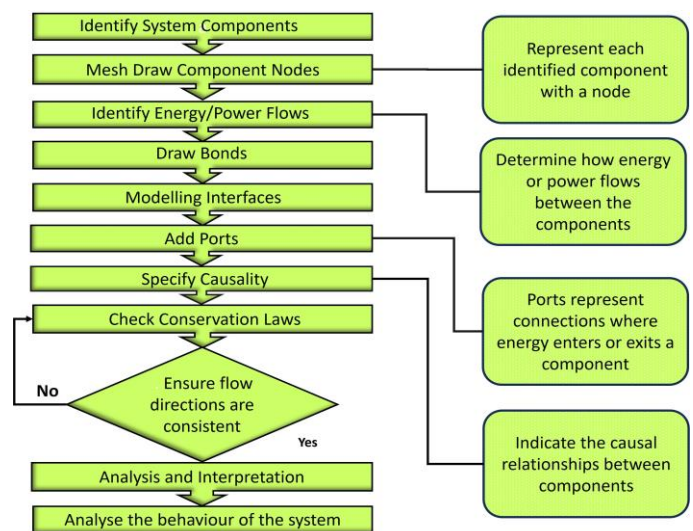 Identify System Components
Mesh Draw Component Nodes
Identify Energy/Power Flows
Draw Bonds
Modelling Interfaces
Add Ports
Specify Causality
Check Conservation Laws
No
Ensure flow
directions are
consistent
Yes
Analysis and Interpretation
Analyse the behaviour of the system
Represent each
identified component
with a node
Determine how energy
or power flows
between the
components
Ports represent
connections where
energy enters or exits a
component
Indicate the causal
relationships between
components